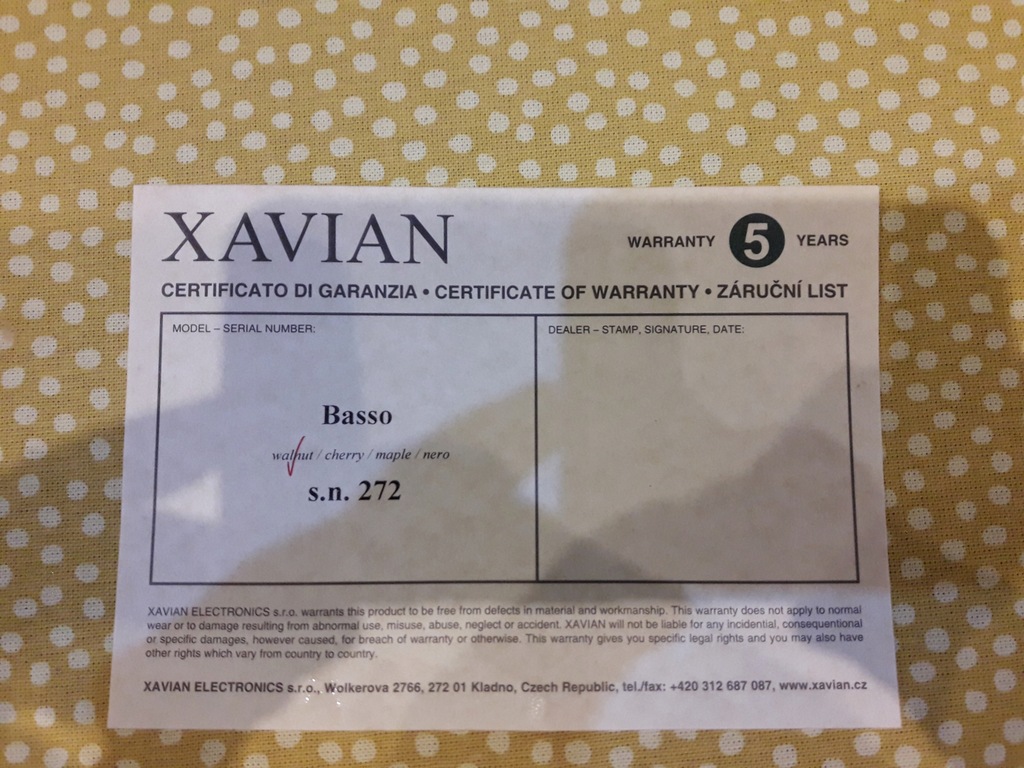 XAVIAN
WARRANTY 5 YEARS
CERTIFICATO DI GARANZIA • CERTIFICATE OF WARRANTY • ZÁRUČNÍ LIST
MODEL – SERIAL NUMBER:
DEALER – STAMP, SIGNATURE, DATE:
Basso
walnut / cherry / maple / nero
s.n. 272
XAVIAN ELECTRONICS s.r.o. warrants this product to be free from defects in material and workmanship. This warranty does not apply to normal
wear or to damage resulting from abnormal use, misuse, abuse, neglect or accident. XAVIAN will not be liable for any incidental, consequentional
or specific damages, however caused, for breach of warranty or otherwise. This warranty gives you specific legal rights and you may also have
other rights which vary from country to country.
XAVIAN ELECTRONICS s.r.o., Wolkerova 2766, 272 01 Kladno, Czech Republic, tel./fax: +420 312 687 087, www.xavian.cz